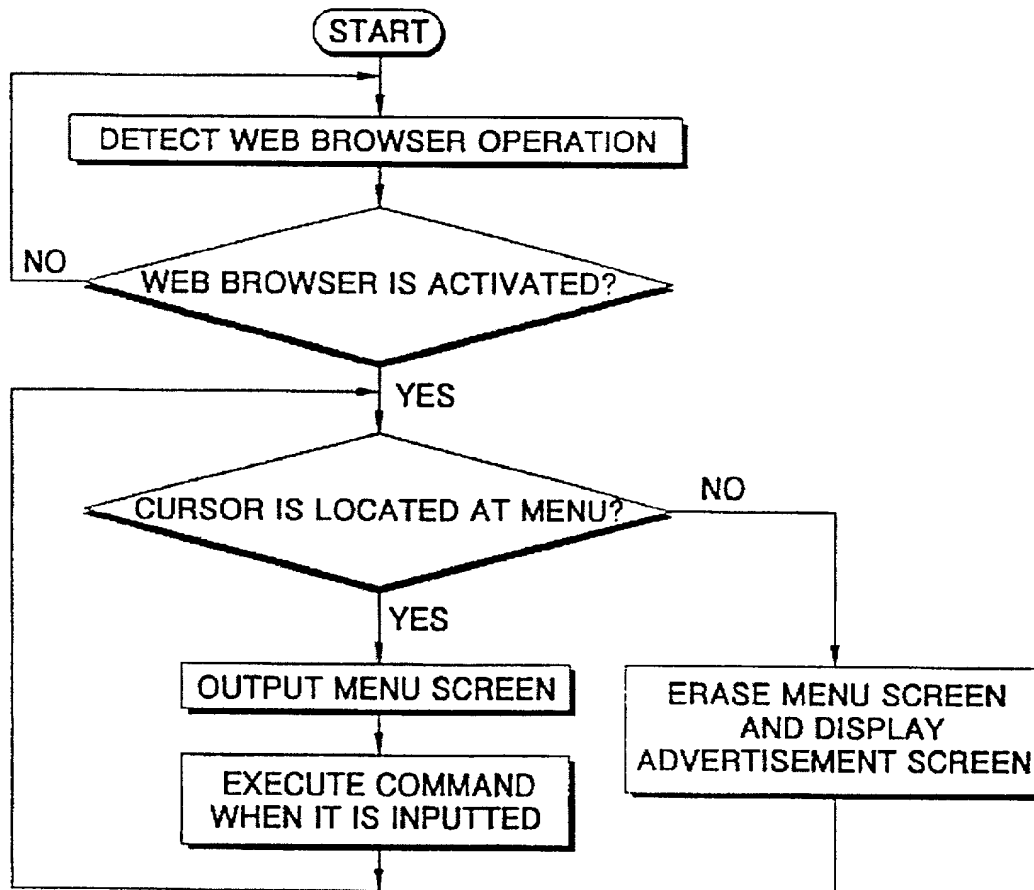 START
DETECT WEB BROWSER OPERATION
NO
WEB BROWSER IS ACTIVATED?
YES
CURSOR IS LOCATED AT MENU?
NO
YES
OUTPUT MENU SCREEN
EXECUTE COMMAND
WHEN IT IS INPUTTED
ERASE MENU SCREEN
AND DISPLAY
ADVERTISEMENT SCREEN